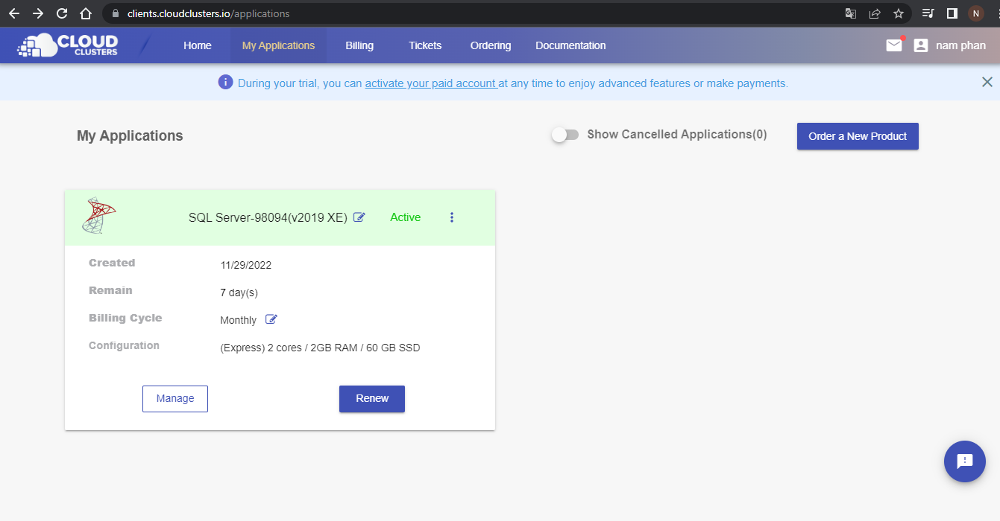 clients.cloudclusters.io/applications
N
CLOUD
CLUSTERS
Home
My Applications
Billing
Tickets
Ordering
Documentation
nam phan
During your trial, you can activate your paid account at any time to enjoy advanced features or make payments.
My Applications
Show Cancelled Applications(0)
Order a New Product
SQL Server-98094(v2019 XE)
Active
Created
11/29/2022
Remain
7 day(s)
Billing Cycle
Monthly
Configuration
(Express) 2 cores / 2GB RAM / 60 GB SSD
Manage
Renew